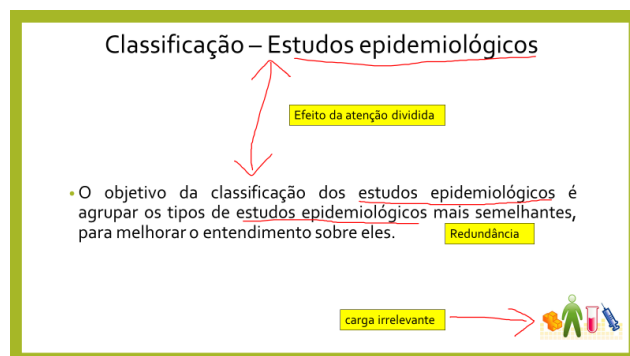 Classificação – Estudos epidemiológicos
Efeito da atenção dividida
• O objetivo da classificação dos estudos epidemiológicos é
agrupar os tipos de estudos epidemiológicos mais semelhantes,
para melhorar o entendimento sobre eles.
Redundância
carga irrelevante